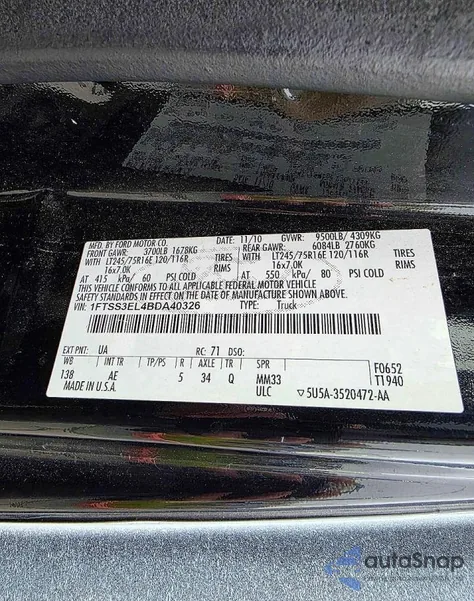 MFD. BY FORD MOTOR CO. 11/10 GVWR: 9500LB/ 4309KG
FRONT GAWR: 3700LB 1678KG REAR GAWR: 6084LB 2760KG
WITH LT245/75R16E 120/116R TIRES WITH LT245/75R16E 120/116R TIRES
16x7.0K RIMS 16x7.0K RIMS
AT 415 kPa/ 60 PSI COLD AT 550 kPa/ 80 PSI COLD
THIS VEHICLE CONFORMS TO ALL APPLICABLE FEDERAL MOTOR VEHICLE
SAFETY STANDARDS IN EFFECT ON THE DATE OF MANUFACTURE SHOWN ABOVE.
VIN: 1FTSS3EL4BDA40326 TYPE: Truck
EXT PNT: UA RC: 71 DSO:
WB INT TR TP/PS R AXLE TR SPR F0652
138 AE 5 34 Q MM33 T1940
MADE IN U.S.A. ULC ▽5U5A-3520472-AA
autoSnap